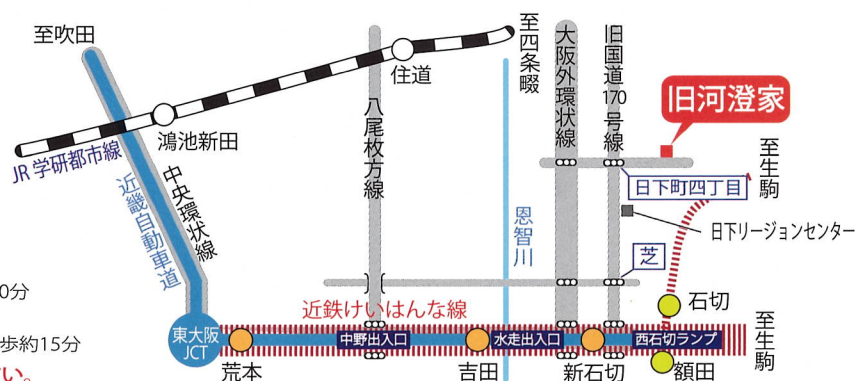 至吹田
住道
至四条畷
大阪外環状線
旧国道170号線
旧河澄家
鴻池新田
JR学研都市線
近畿自動車道
中央環状線
八尾枚方線
恩智川
至生駒
日下町四丁目
日下リージョンセンター
芝
0分
近鉄けいはんな線
石切
歩約15分
東大阪
JCT
中野出入口
水走出入口
西石切ランプ
至生駒
い。
荒本
吉田
新石切
額田